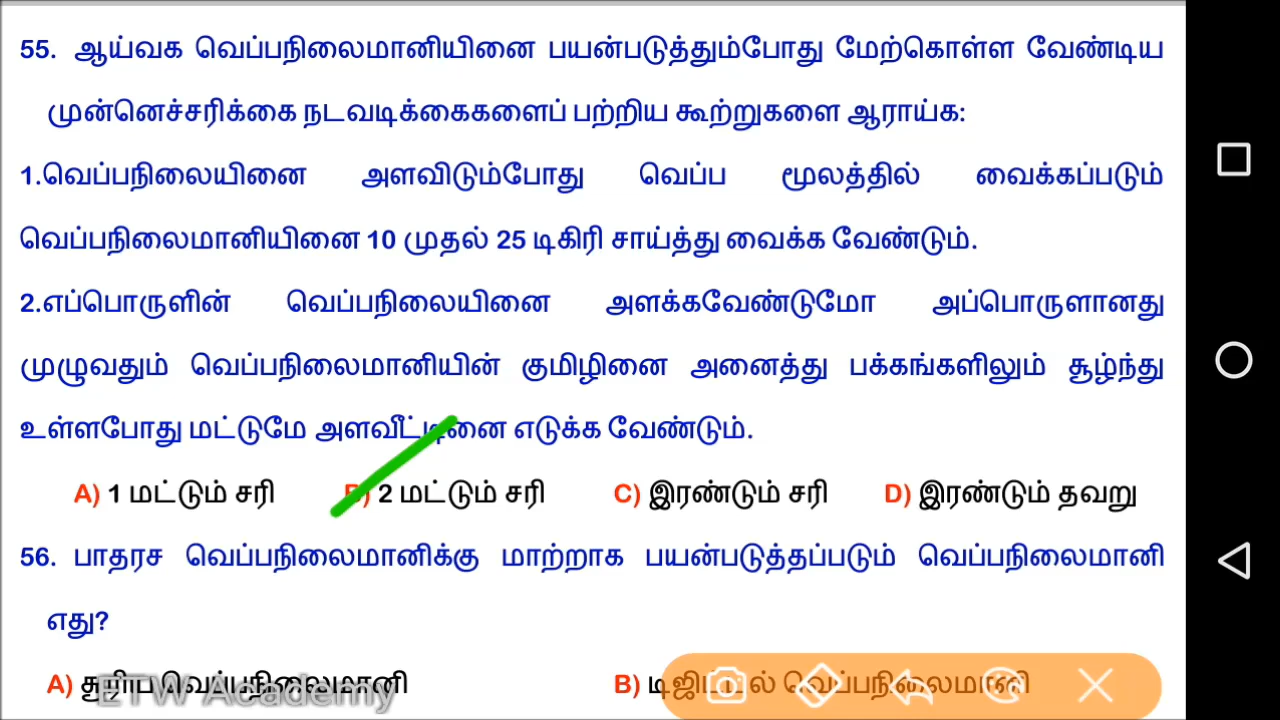 55. ஆய்வக வெப்பநிலைமானியினை பயன்படுத்தும்போது மேற்கொள்ள வேண்டிய
முன்னெச்சரிக்கை நடவடிக்கைகளைப் பற்றிய கூற்றுகளை ஆராய்க:
1.வெப்பநிலையினை அளவிடும்போது வெப்ப மூலத்தில் வைக்கப்படும்
வெப்பநிலைமானியினை 10 முதல் 25 டிகிரி சாய்த்து வைக்க வேண்டும்.
2.எப்பொருளின் வெப்பநிலையினை அளக்கவேண்டுமோ அப்பொருளானது
முழுவதும் வெப்பநிலைமானியின் குமிழினை அனைத்து பக்கங்களிலும் சூழ்ந்து
உள்ளபோது மட்டுமே அளவீட்டினை எடுக்க வேண்டும்.
A) 1 மட்டும் சரி B) 2 மட்டும் சரி C) இரண்டும் சரி D) இரண்டும் தவறு
56. பாதரச வெப்பநிலைமானிக்கு மாற்றாக பயன்படுத்தப்படும் வெப்பநிலைமானி
எது?
A) சூரிய வெப்பநிலைமானி B) டிஜிட்டல் வெப்பநிலைமானி
ETW Academy